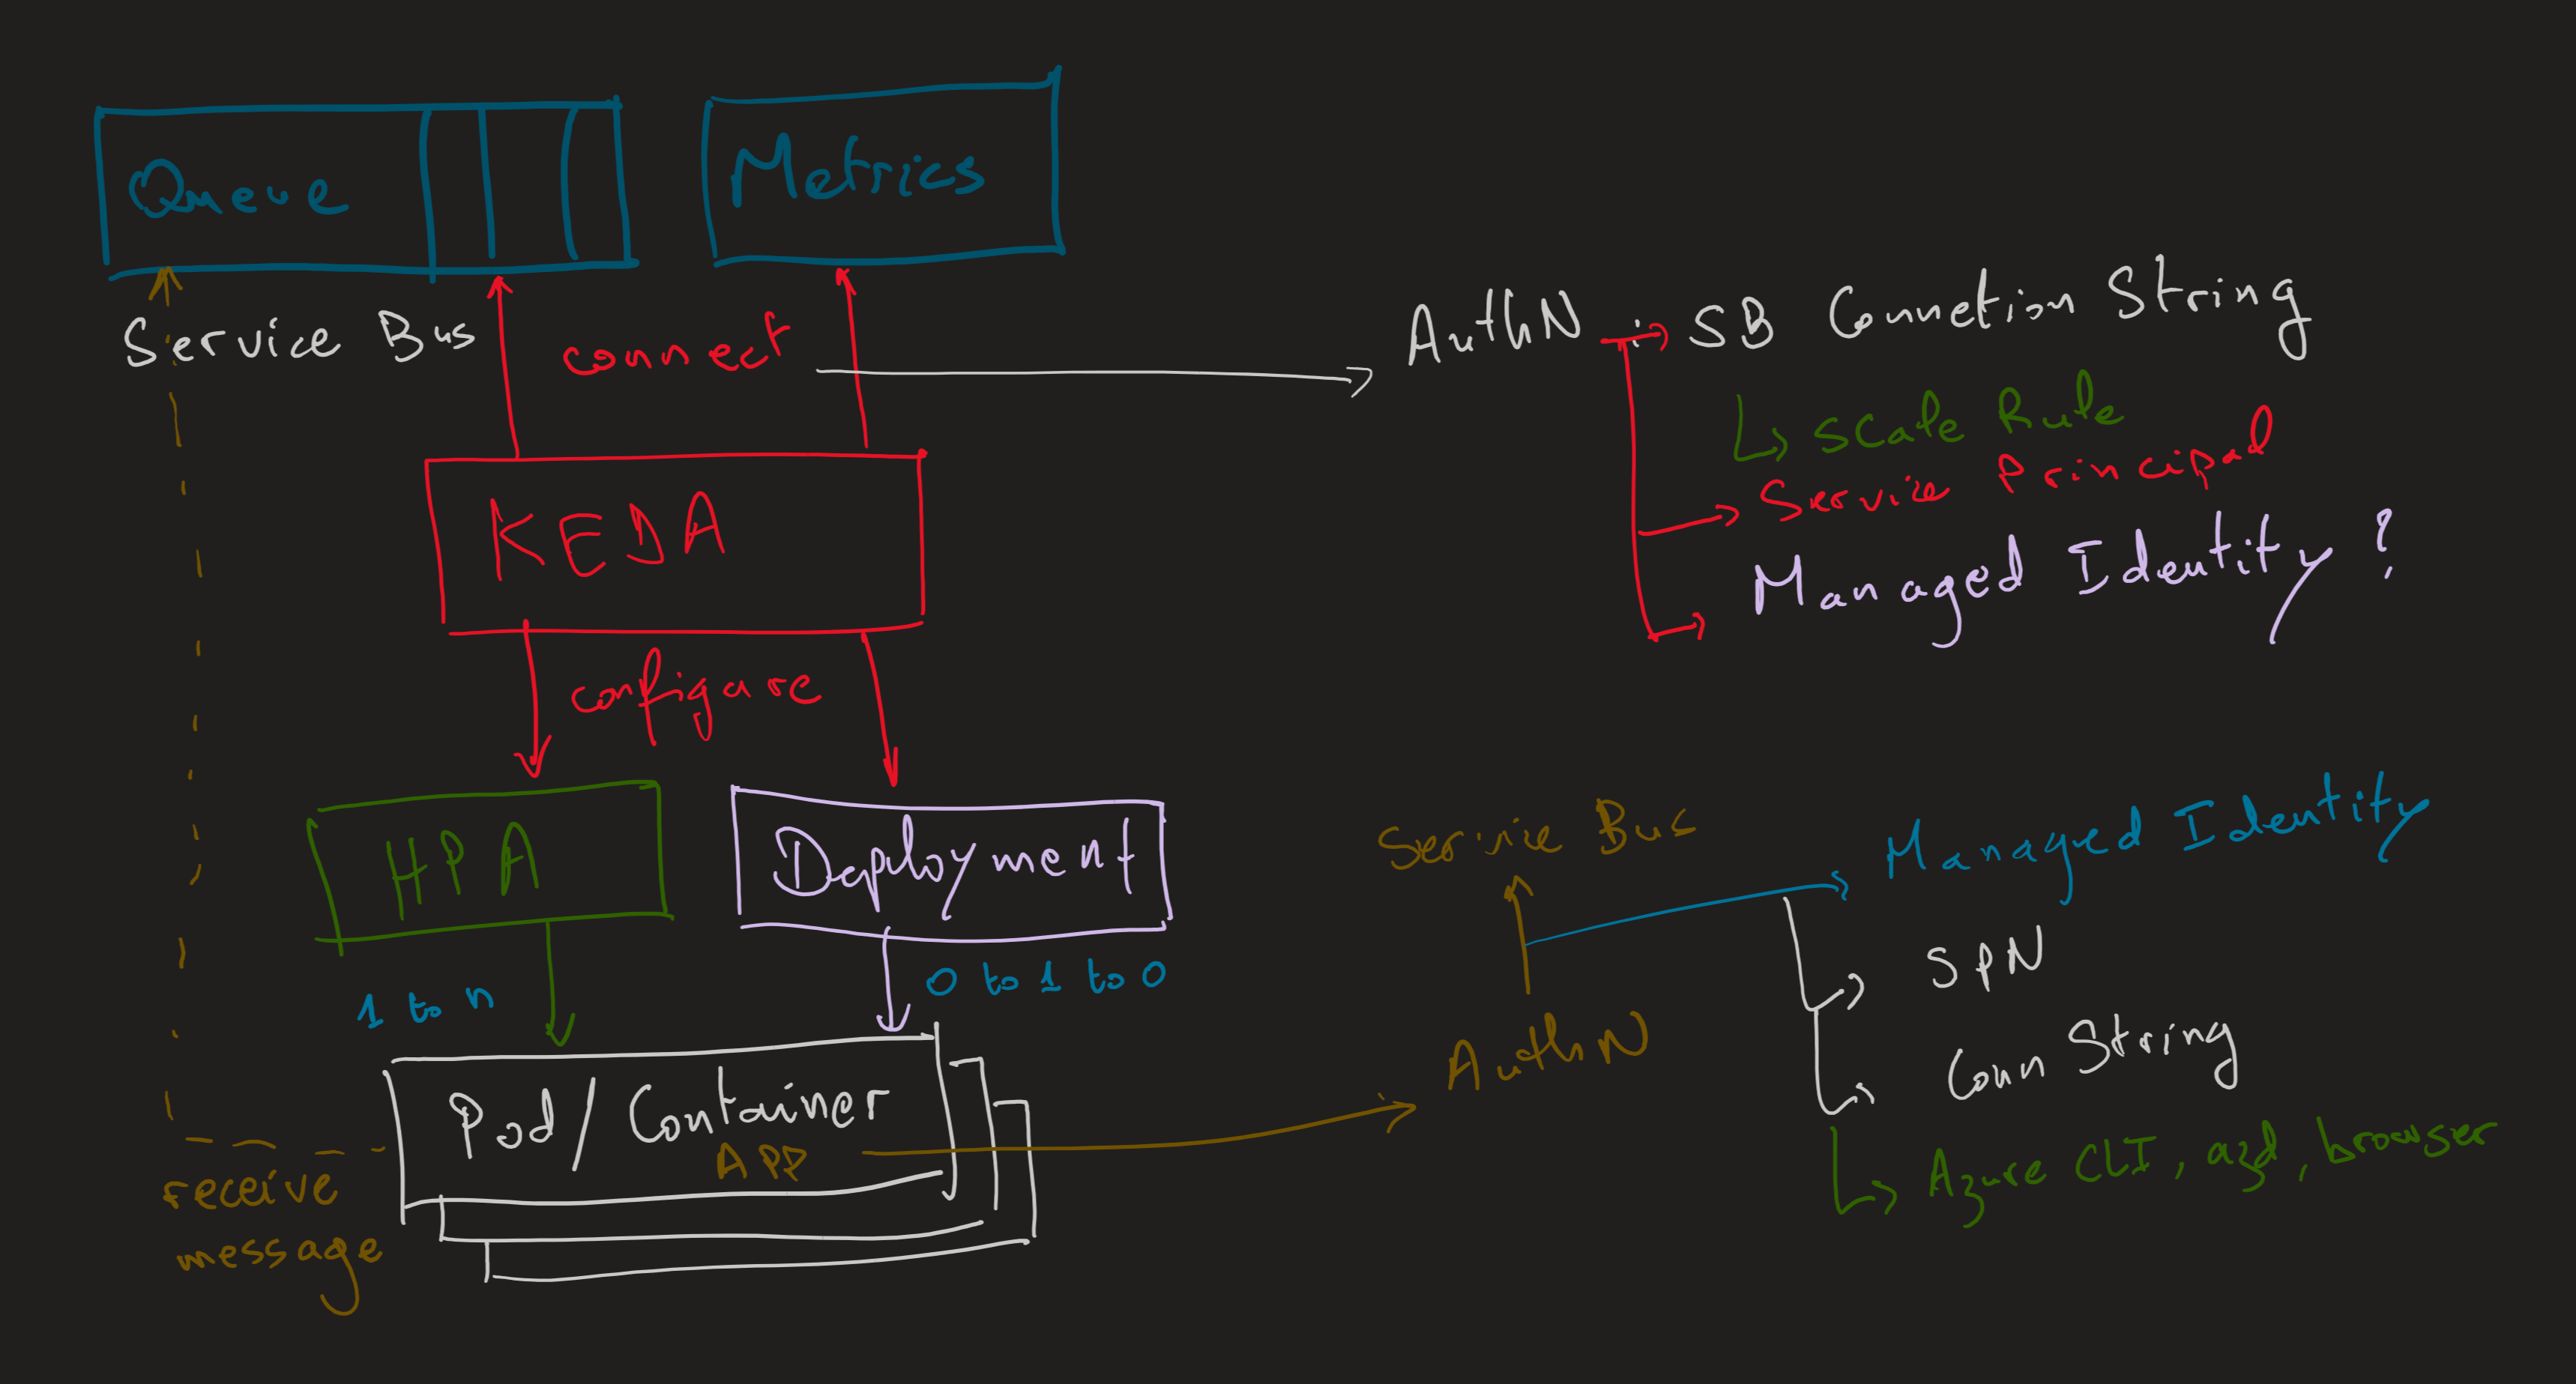 Queue
Metrics
Service Bus
connect
AuthN : SB Connetion String
scale Rule
Service Principal
Managed Identity ?
KEDA
configure
HPA
Deployment
1 to n
0 to 1 to 0
Pod/Container
APP
receive
message
Service Bus
AuthN
Managed Identity
SPN
Conn String
Azure CLI, azd, browser